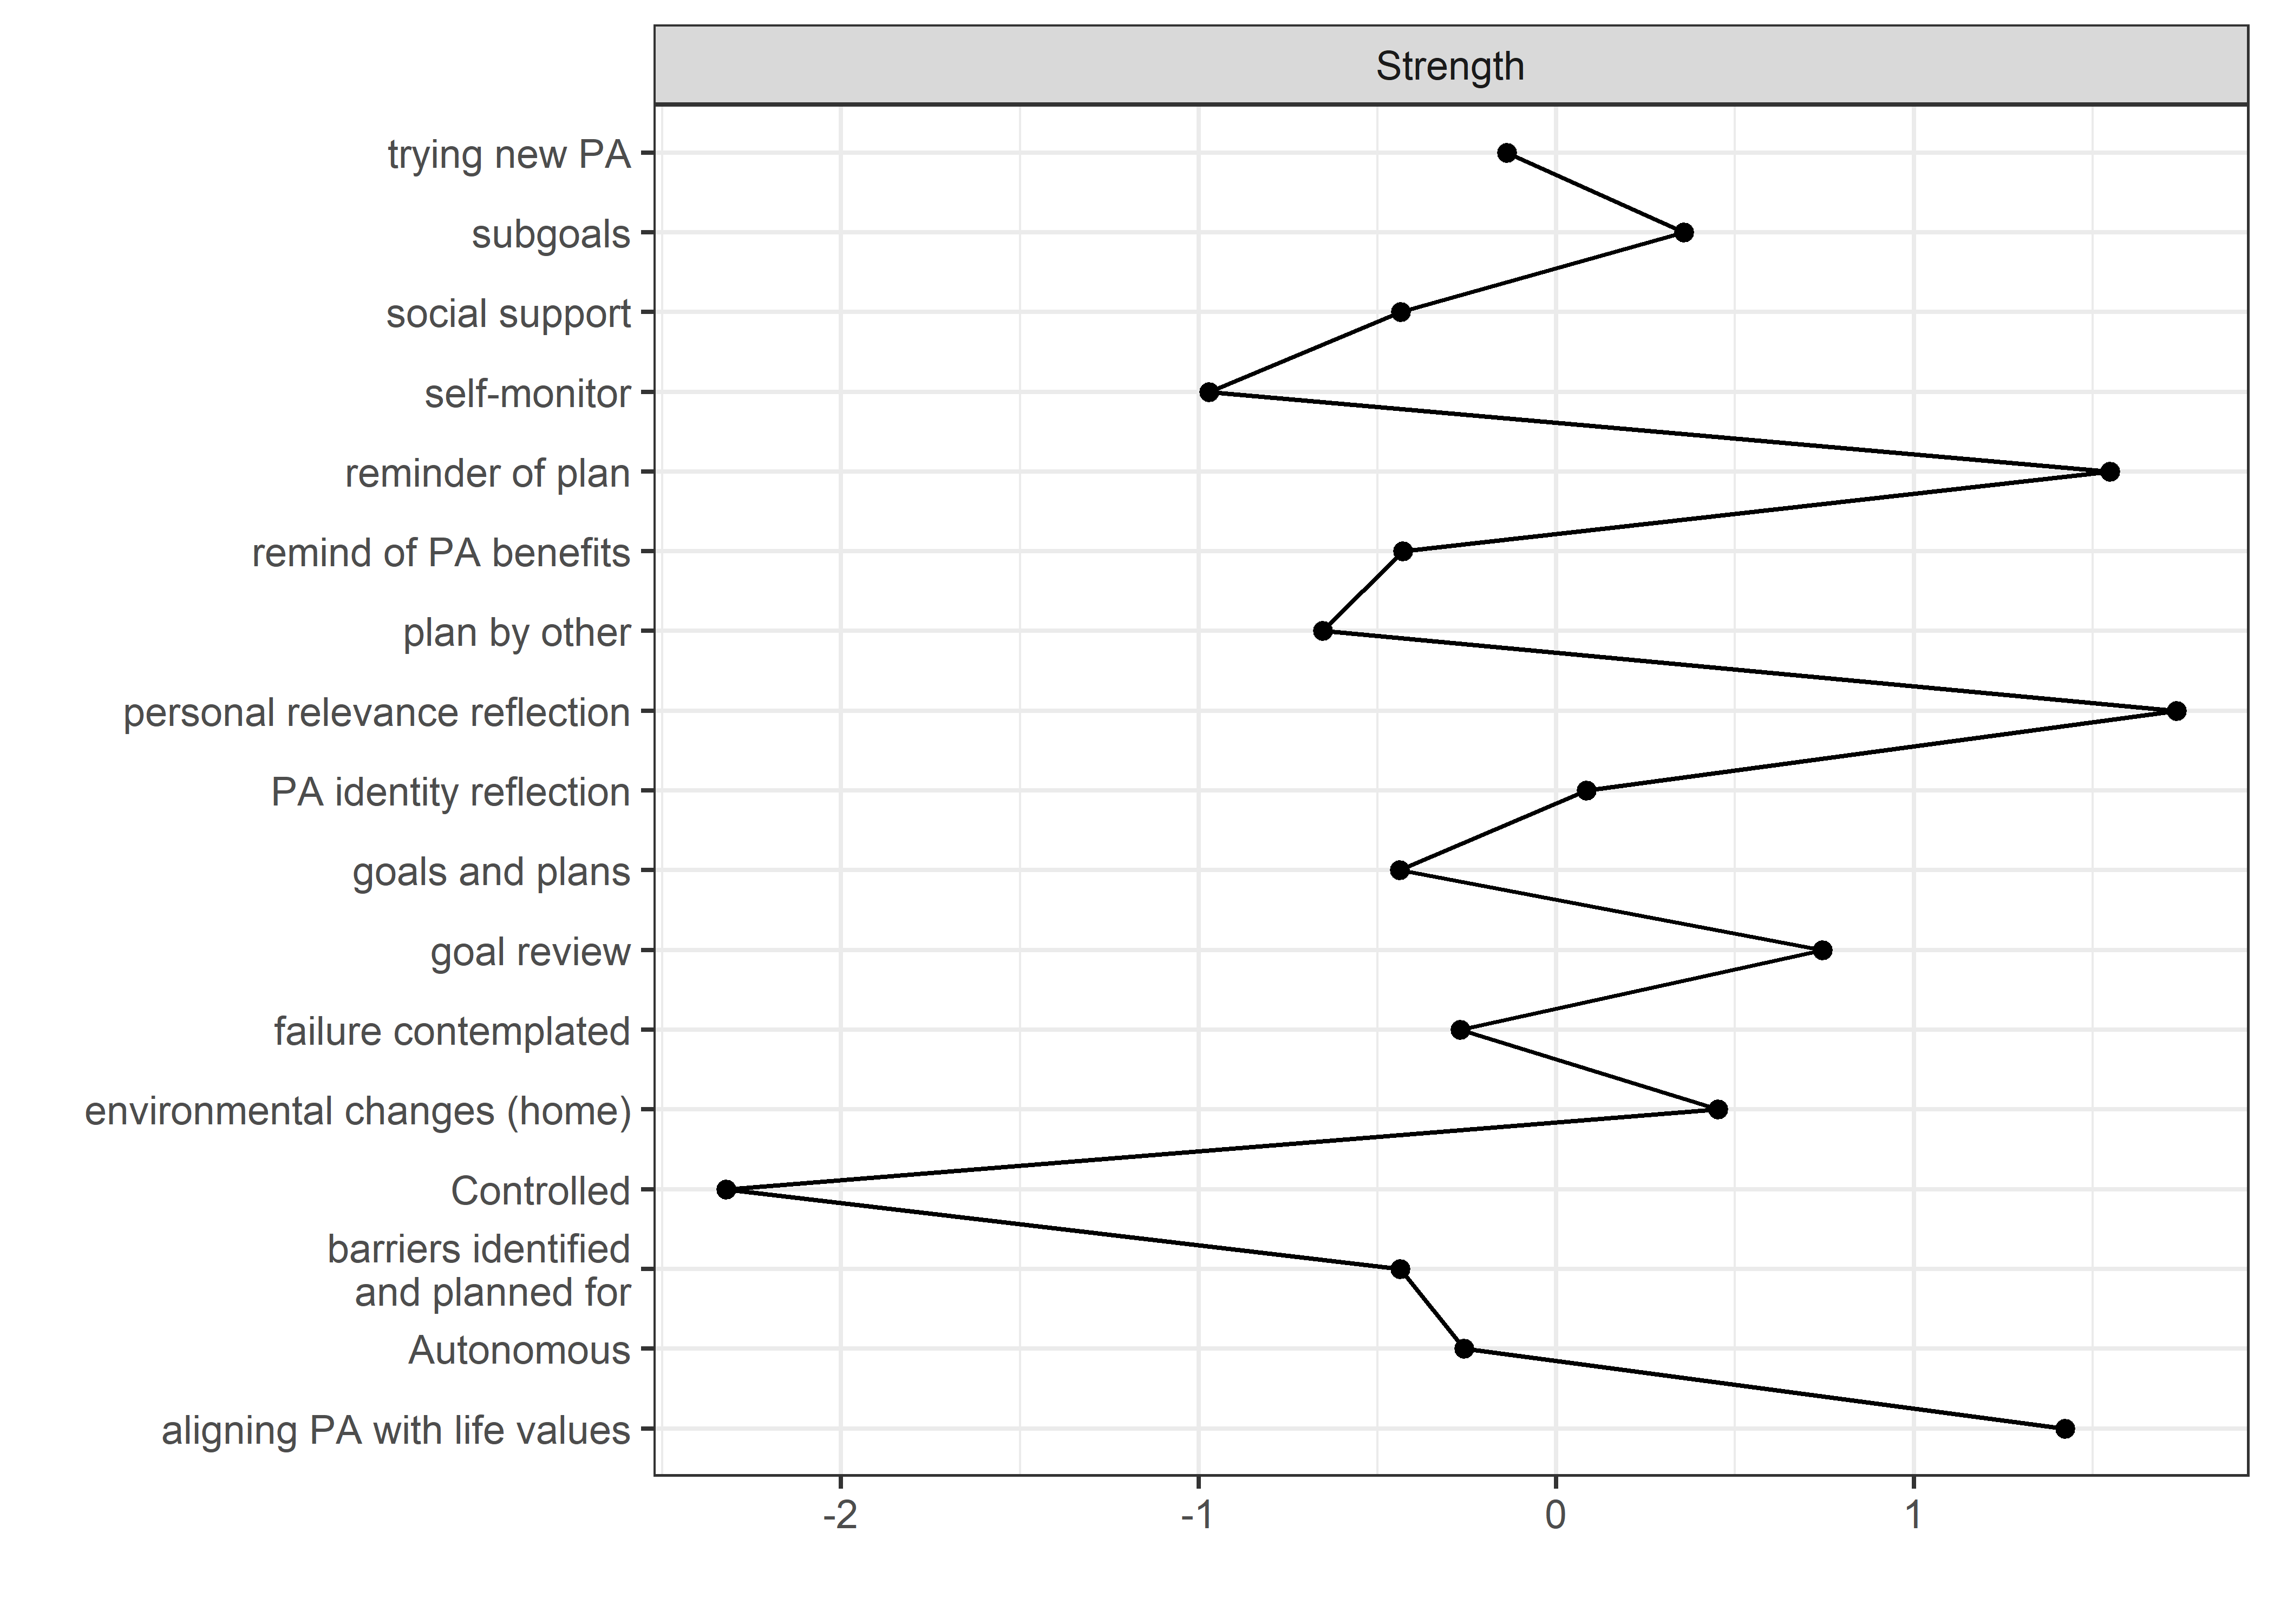 Strength
trying new PA
subgoals
social support
self-monitor
reminder of plan
remind of PA benefits
plan by other
personal relevance reflection
PA identity reflection
goals and plans
goal review
failure contemplated
environmental changes (home)
Controlled
barriers identified
and planned for
Autonomous
aligning PA with life values
-2 -1 0 1